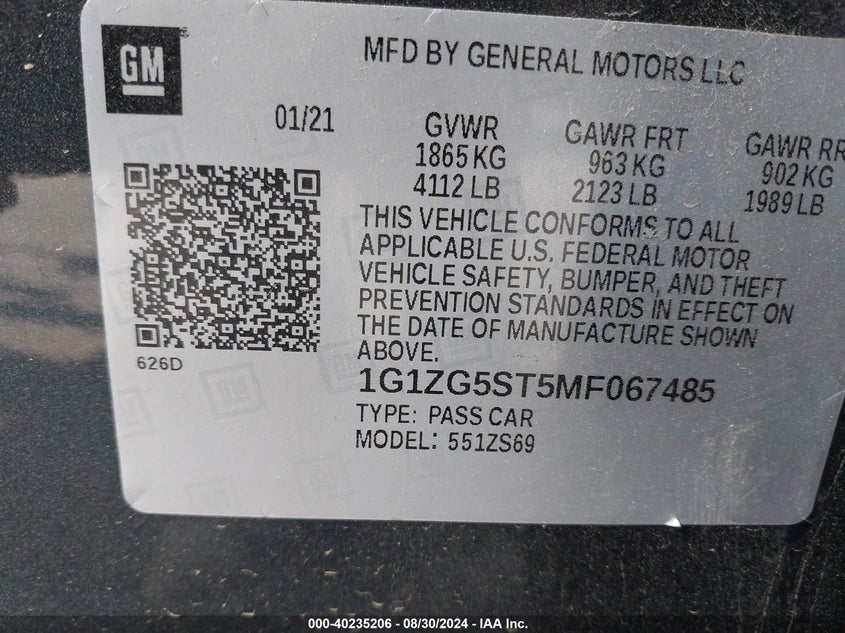 GM
MFD BY GENERAL MOTORS LLC
01/21
GVWR
1865 KG
4112 LB
GAWR FRT
963 KG
2123 LB
GAWR RR
902 KG
1989 LB
THIS VEHICLE CONFORMS TO ALL
APPLICABLE U.S. FEDERAL MOTOR
VEHICLE SAFETY, BUMPER, AND THEFT
PREVENTION STANDARDS IN EFFECT ON
THE DATE OF MANUFACTURE SHOWN
ABOVE.
626D
1G1ZG5ST5MF067485
TYPE: PASS CAR
MODEL: 551ZS69
000-40235206 - 08/30/2024 - IAA Inc.